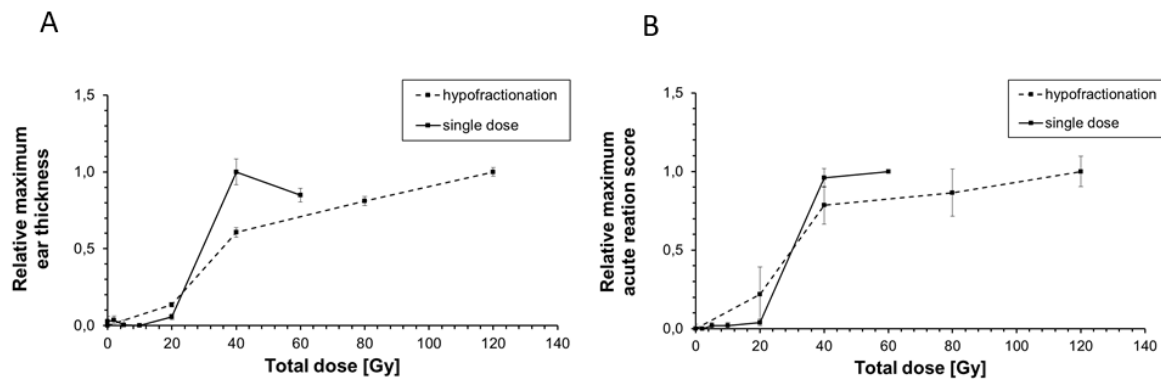 A
hypofractionation
single dose
1,5
1,0
0,5
0,0
Relative maximum
ear thickness
0 20 40 60 80 100 120 140
Total dose [Gy]
B
hypofractionation
single dose
1,5
1,0
0,5
0,0
Relative maximum
acute reation score
0 20 40 60 80 100 120 140
Total dose [Gy]